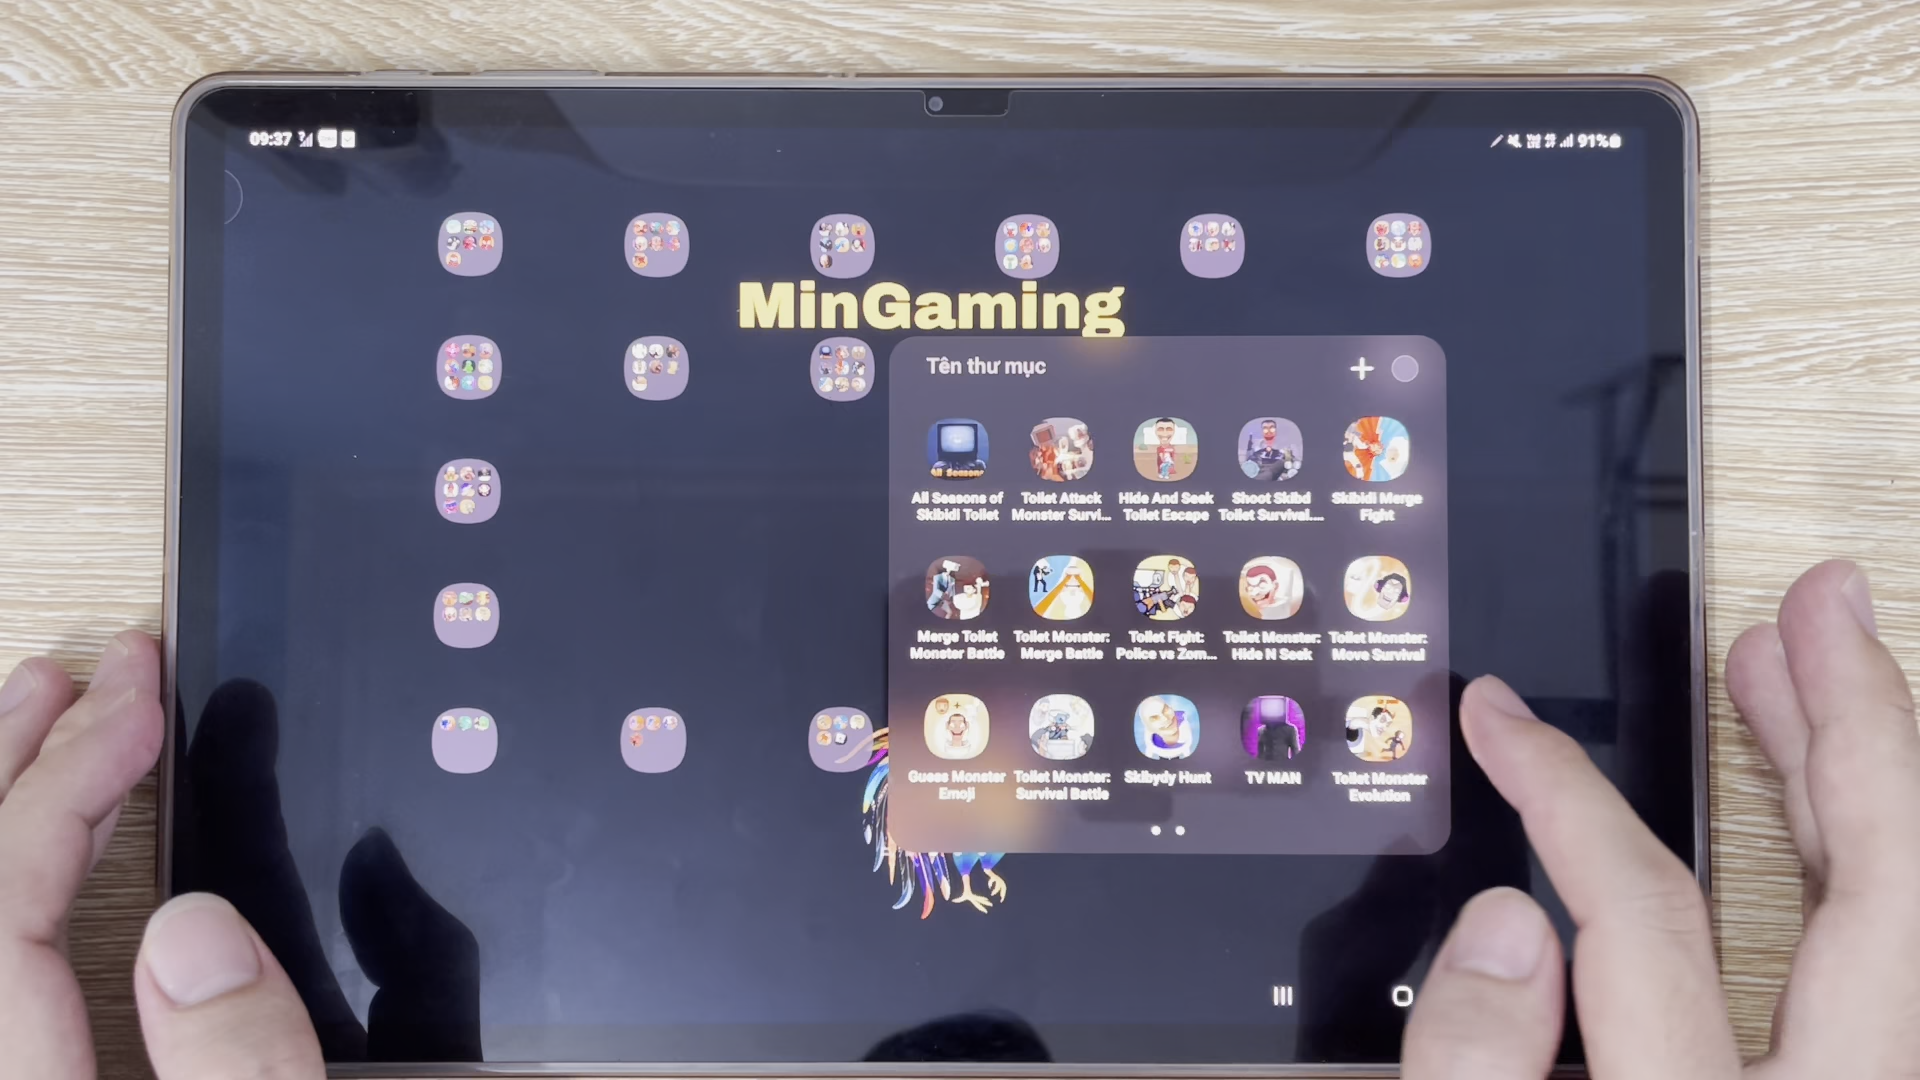 09:37
91%
MinGaming
Tên thư mục
All Seasons
All Seasons of
Skibidi Toilet
Toilet Attack
Monster Survi...
Hide And Seek
Toilet Escape
Shoot Skibd
Toilet Survival....
Skibidi Merge
Fight
Merge Toilet
Monster Battle
Toilet Monster:
Merge Battle
Toilet Fight:
Police vs Zom...
Toilet Monster:
Hide N Seek
Toilet Monster:
Move Survival
Guess Monster
Emoji
Toilet Monster:
Survival Battle
Skibydy Hunt
TV MAN
Toilet Monster
Evolution